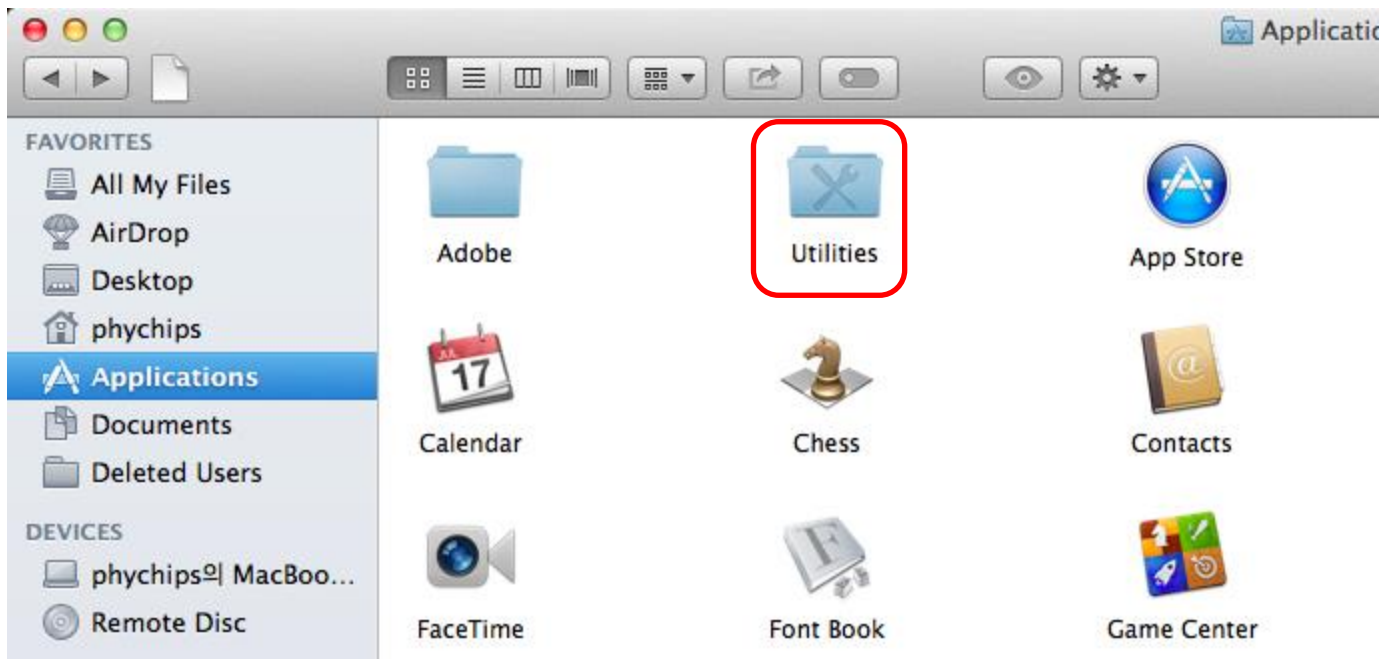 Applicatio
FAVORITES
All My Files
AirDrop
Desktop
phychips
Applications
Documents
Deleted Users
DEVICES
phychips의 MacBoo...
Remote Disc
Adobe
Utilities
App Store
JUL
17
Calendar
Chess
@
Contacts
FaceTime
F
Font Book
Game Center